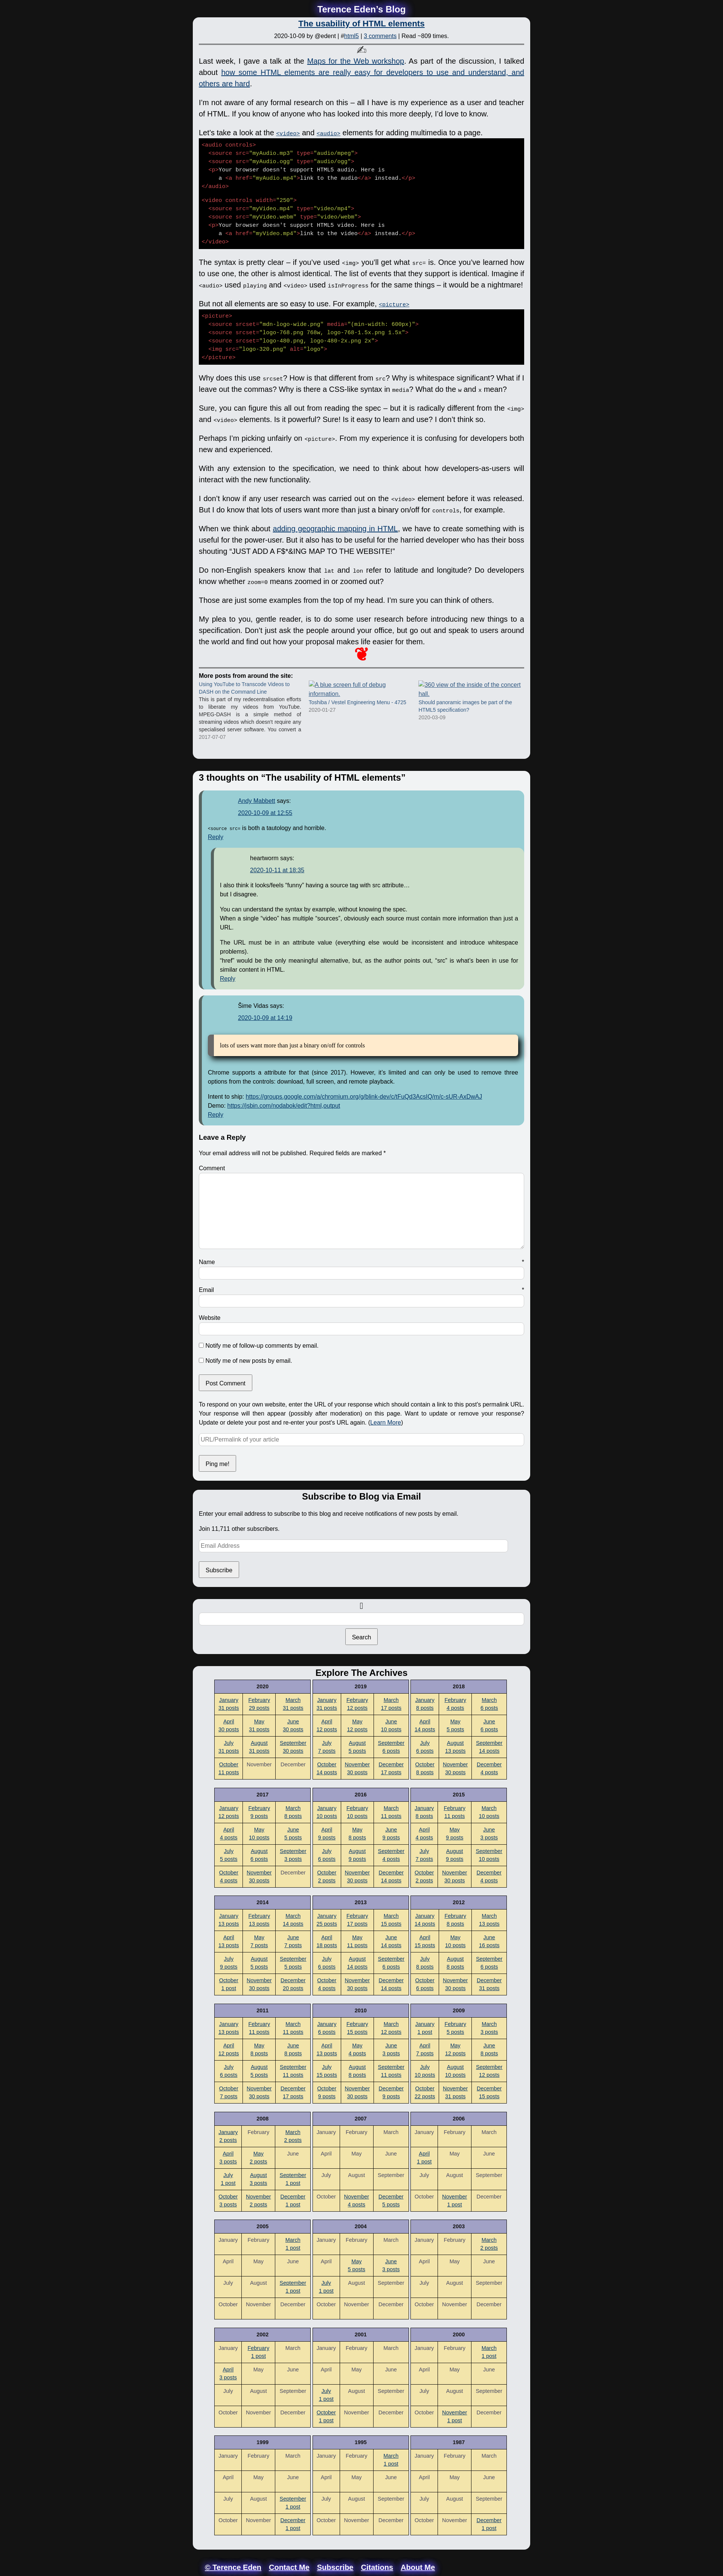 Terence Eden's Blog
The usability of HTML elements
2020-10-09 by @edent | #html5 | 3 comments | Read ~809 times.
Last week, I gave a talk at the Maps for the Web workshop. As part of the discussion, I talked
about how some HTML elements are really easy for developers to use and understand, and
others are hard.
I'm not aware of any formal research on this – all I have is my experience as a user and teacher
of HTML. If you know of anyone who has looked into this more deeply, I'd love to know.
Let's take a look at the <video> and <audio> elements for adding multimedia to a page.
<audio controls>
<source src="myAudio.mp3" type="audio/mpeg">
<source src="myAudio.ogg" type="audio/ogg">
<p>Your browser doesn't support HTML5 audio. Here is
a <a href="myAudio.mp4">link to the audio</a> instead.</p>
</audio>
<video controls width="250">
<source src="myVideo.mp4" type="video/mp4">
<source src="myVideo.webm" type="video/webm">
<p>Your browser doesn't support HTML5 video. Here is
a <a href="myVideo.mp4">link to the video</a> instead.</p>
</video>
The syntax is pretty clear – if you've used <img> you'll get what src= is. Once you've learned how
to use one, the other is almost identical. The list of events that they support is identical. Imagine if
<audio> used playing and <video> used isInProgress for the same things – it would be a nightmare!
But not all elements are so easy to use. For example, <picture>
<picture>
<source srcset="mdn-logo-wide.png" media="(min-width: 600px)">
<source srcset="logo-768.png 768w, logo-768-1.5x.png 1.5x">
<source srcset="logo-480.png, logo-480-2x.png 2x">
<img src="logo-320.png" alt="logo">
</picture>
Why does this use srcset? How is that different from src? Why is whitespace significant? What if I
leave out the commas? Why is there a CSS-like syntax in media? What do the w and x mean?
Sure, you can figure this all out from reading the spec – but it is radically different from the <img>
and <video> elements. Is it powerful? Sure! Is it easy to learn and use? I don't think so.
Perhaps I'm picking unfairly on <picture>. From my experience it is confusing for developers both
new and experienced.
With any extension to the specification, we need think about how developers-as-users will
interact with the new functionality.
I don't know if any user research was carried out on the <video> element before it was released.
But I do know that lots of users want more than just a binary on/off for controls, for example.
When we think about adding geographic mapping in HTML, we have to create something with is
useful for the power-user. But it also has to be useful for the harried developer who has their boss
shouting "JUST ADD A F$*&ING MAP TO THE WEBSITE!"
Do non-English speakers know that lat and lon refer to latitude and longitude? Do developers
know whether zoom=0 means zoomed in or zoomed out?
Those are just some examples from the top of my head. I'm sure you can think of others.
My plea to you, gentle reader, is to do some user research before introducing new things to a
specification. Don't just ask the people around your office, but go out and speak to users around
the world and find out how your proposal makes life easier for them.
More posts from around the site:
Using YouTube to Transcode Videos to
DASH on the Command Line
This is part of my redecentralisation efforts
to liberate my videos from YouTube.
MPEG-DASH is a simple method of
streaming videos which doesn't require any
specialised server software. You convert a
2017-07-07
A blue screen full of debug
information.
Toshiba / Vestel Engineering Menu - 4725
2020-01-27
360 view of the inside of the concert
hall.
Should panoramic images be part of the
HTML5 specification?
2020-03-09
3 thoughts on “The usability of HTML elements”
Andy Mabbett says:
2020-10-09 at 12:55
<source src> is both a tautology and horrible.
Reply
heartworm says:
2020-10-11 at 18:35
I also think it looks/feels “funny” having a source tag with src attribute…
but I disagree.
You can understand the syntax by example, without knowing the spec.
When a single “video” has multiple “sources”, obviously each source must contain more information than just a
URL.
The URL must be in an attribute value (everything else would be inconsistent and introduce whitespace
problems).
“href” would be the only meaningful alternative, but, as the author points out, “src” is what's been in use for
similar content in HTML.
Reply
Šime Vidas says:
2020-10-09 at 14:19
lots of users want more than just a binary on/off for controls
Chrome supports a attribute for that (since 2017). However, it's limited and can only be used to remove three
options from the controls: download, full screen, and remote playback.
Intent to ship: https://groups.google.com/a/chromium.org/g/blink-dev/c/tFuQd3AcsIQ/m/c-sUR-AxDwAJ
Demo: https://jsbin.com/nodabok/edit?html,output
Reply
Leave a Reply
Your email address will not be published. Required fields are marked *
Comment
Name *
Email *
Website
Notify me of follow-up comments by email.
Notify me of new posts by email.
Post Comment
To respond on your own website, enter the URL of your response which should contain a link to this post's permalink URL.
Your response will then appear (possibly after moderation) on this page. Want to update or remove your response?
Update or delete your post and re-enter your post's URL again. (Learn More)
URL/Permalink of your article
Ping me!
Subscribe to Blog via Email
Enter your email address to subscribe to this blog and receive notifications of new posts by email.
Join 11,711 other subscribers.
Email Address
Subscribe
Search
Explore The Archives
2020 2019 2018
January February March January February March January February March
31 posts 29 posts 31 posts 31 posts 12 posts 17 posts 8 posts 4 posts 6 posts
April May June April May June April May June
30 posts 31 posts 30 posts 12 posts 12 posts 10 posts 14 posts 5 posts 6 posts
July August September July August September July August September
31 posts 31 posts 30 posts 7 posts 5 posts 6 posts 6 posts 13 posts 14 posts
October November December October November December October November December
11 posts 14 posts 30 posts 17 posts 8 posts 30 posts 4 posts
2017 2016 2015
January February March January February March January February March
12 posts 9 posts 8 posts 10 posts 10 posts 11 posts 8 posts 11 posts 10 posts
April May June April May June April May June
4 posts 10 posts 5 posts 9 posts 8 posts 9 posts 4 posts 9 posts 3 posts
July August September July August September July August September
5 posts 6 posts 3 posts 6 posts 9 posts 4 posts 7 posts 9 posts 10 posts
October November December October November December October November December
4 posts 30 posts 2 posts 30 posts 14 posts 2 posts 30 posts 4 posts
2014 2013 2012
January February March January February March January February March
13 posts 13 posts 14 posts 25 posts 17 posts 15 posts 14 posts 8 posts 13 posts
April May June April May June April May June
13 posts 7 posts 7 posts 18 posts 11 posts 14 posts 15 posts 10 posts 16 posts
July August September July August September July August September
9 posts 5 posts 5 posts 6 posts 14 posts 6 posts 8 posts 8 posts 6 posts
October November December October November December October November December
1 post 30 posts 20 posts 4 posts 30 posts 14 posts 6 posts 30 posts 31 posts
2011 2010 2009
January February March January February March January February March
13 posts 11 posts 11 posts 6 posts 15 posts 12 posts 1 post 5 posts 3 posts
April May June April May June April May June
12 posts 8 posts 8 posts 13 posts 4 posts 3 posts 7 posts 12 posts 8 posts
July August September July August September July August September
6 posts 5 posts 11 posts 15 posts 8 posts 11 posts 10 posts 10 posts 12 posts
October November December October November December October November December
7 posts 30 posts 17 posts 9 posts 30 posts 9 posts 22 posts 31 posts 15 posts
2008 2007 2006
January February March January February March January February March
2 posts 2 posts
April May June April May June April May June
3 posts 2 posts 1 post
July August September July August September July August September
1 post 3 posts 1 post
October November December October November December October November December
3 posts 2 posts 1 post 4 posts 5 posts 1 post
2005 2004 2003
January February March January February March January February March
1 post 2 posts
April May June April May June April May June
5 posts 3 posts
July August September July August September July August September
1 post 1 post
October November December October November December October November December
2002 2001 2000
January February March January February March January February March
1 post 1 post
April May June April May June April May June
3 posts
July August September July August September July August September
1 post
October November December October November December October November December
1 post 1 post
1999 1995 1987
January February March January February March January February March
1 post
April May June April May June April May June
July August September July August September July August September
1 post
October November December October November December October November December
1 post 1 post
© Terence Eden Contact Me Subscribe Citations About Me